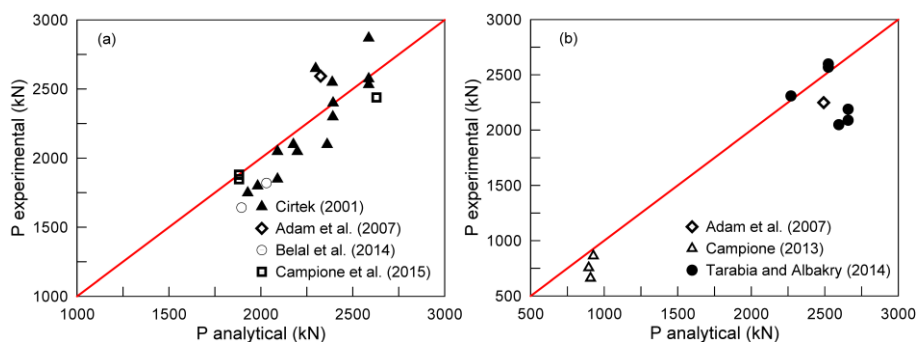 (a)
P experimental (kN)
3000
2500
2000
1500
1000
Cirtek (2001)
Adam et al. (2007)
Belal et al. (2014)
Campione et al. (2015)
1000 1500 2000 2500 3000
P analytical (kN)
(b)
P experimental (kN)
3000
2500
2000
1500
1000
500
Adam et al. (2007)
Campione (2013)
Tarabia and Albakry (2014)
500 1000 1500 2000 2500 3000
P analytical (kN)